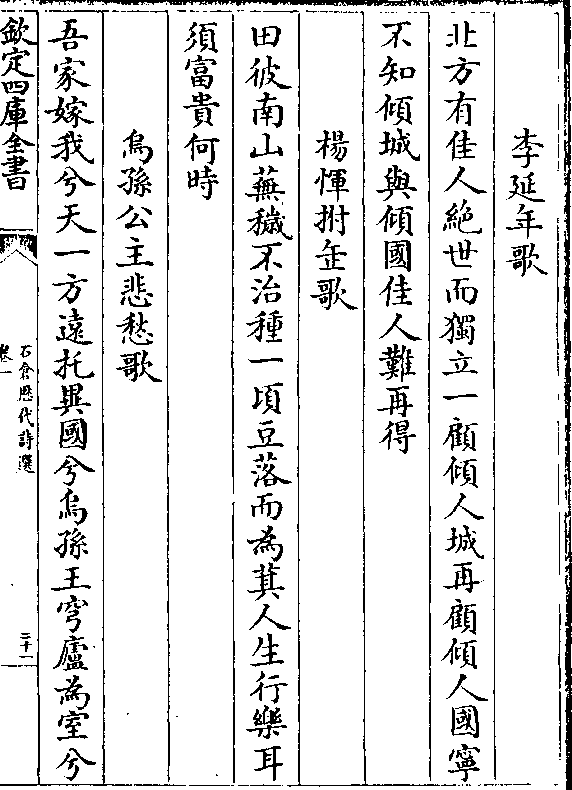 李延年歌
北方有佳人絶世而獨立一顧傾人城再顧傾人國寧
不知傾城與傾國佳人難再得
楊惲拊缶歌
田彼南山蕪穢不治種一頃豆落而為萁人生行樂耳
須富貴何時
烏孫公主悲愁歌
吾家嫁我兮天一方遠托異國兮烏孫王穹廬為室兮
欽定四庫全書
石倉歴代詩選
卷一
二十一